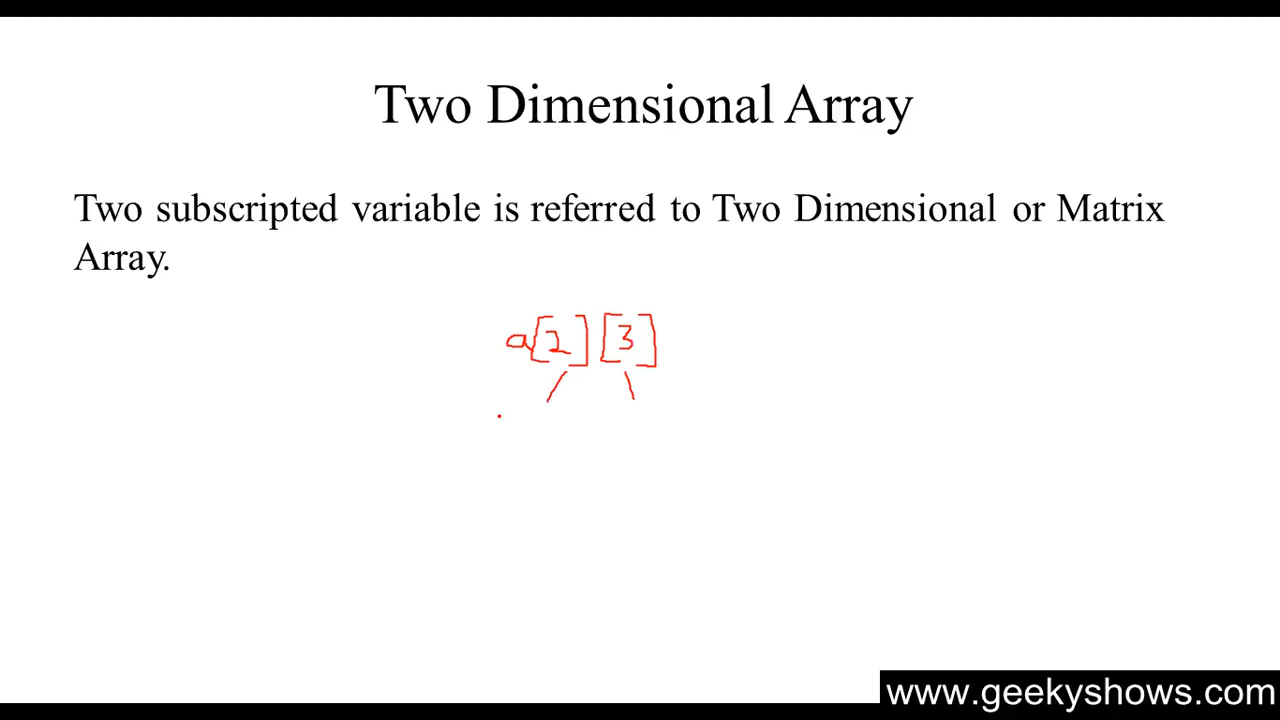 Two Dimensional Array
Two subscripted variable is referred to Two Dimensional or Matrix
Array.
a[2][3]
www.geekyshows.com